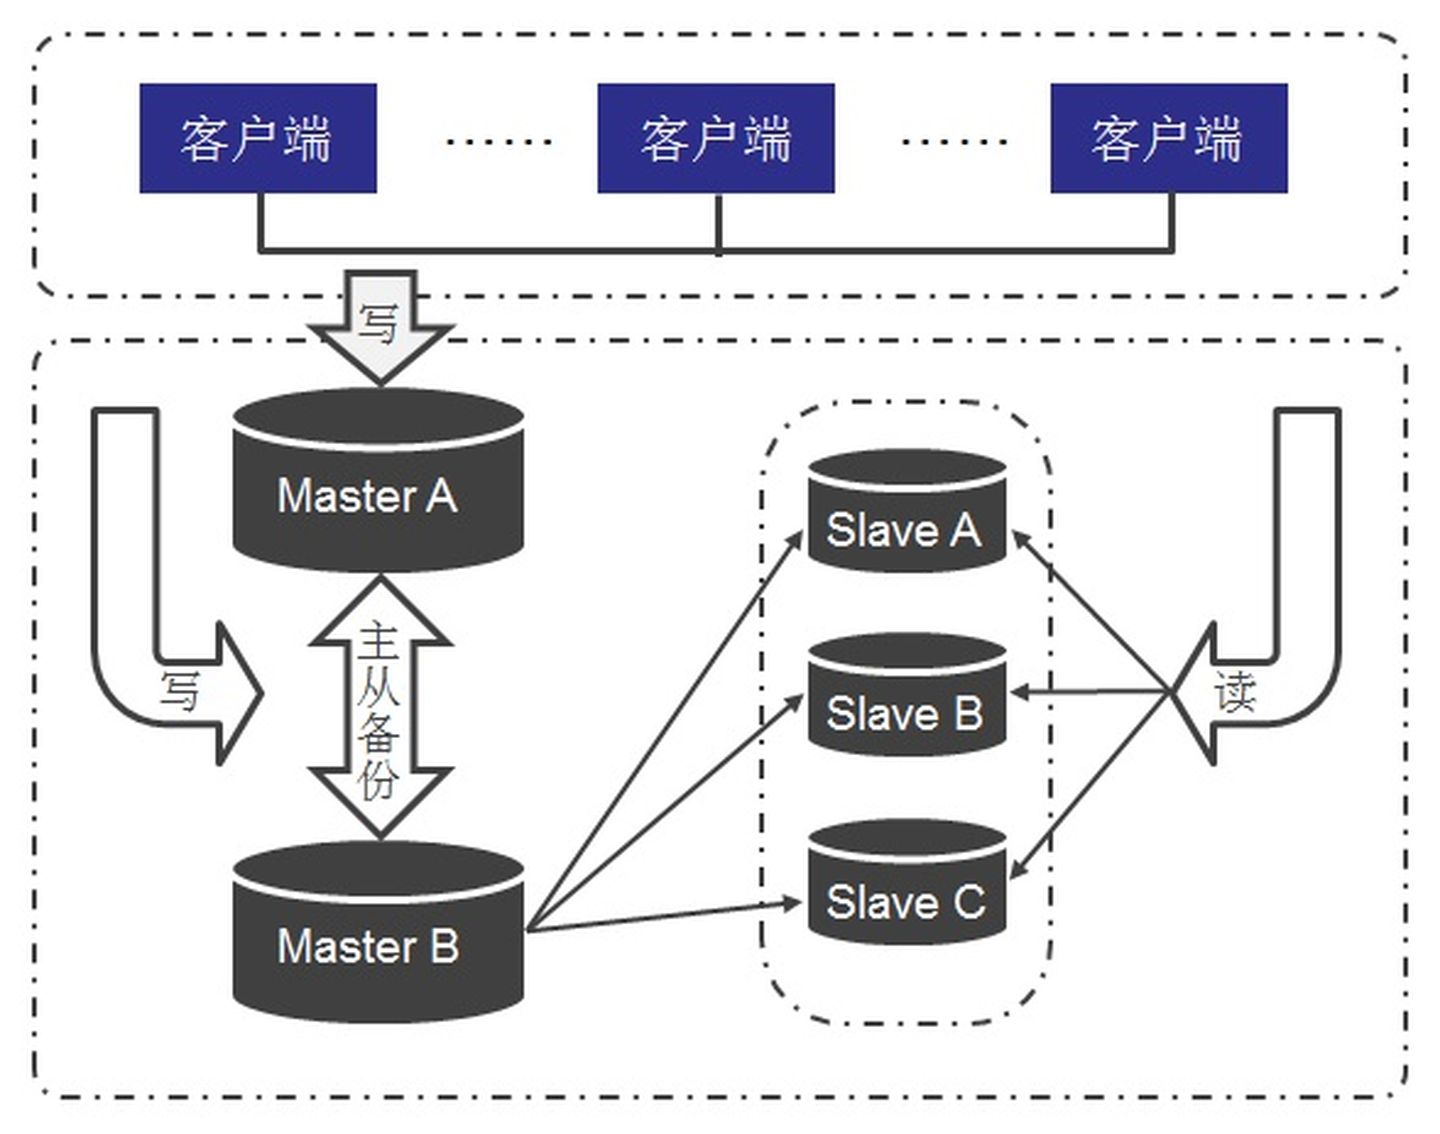 客户端 …… 客户端 …… 客户端
写
Master A
Slave A
主从备份
写
Slave B
读
Slave C
Master B